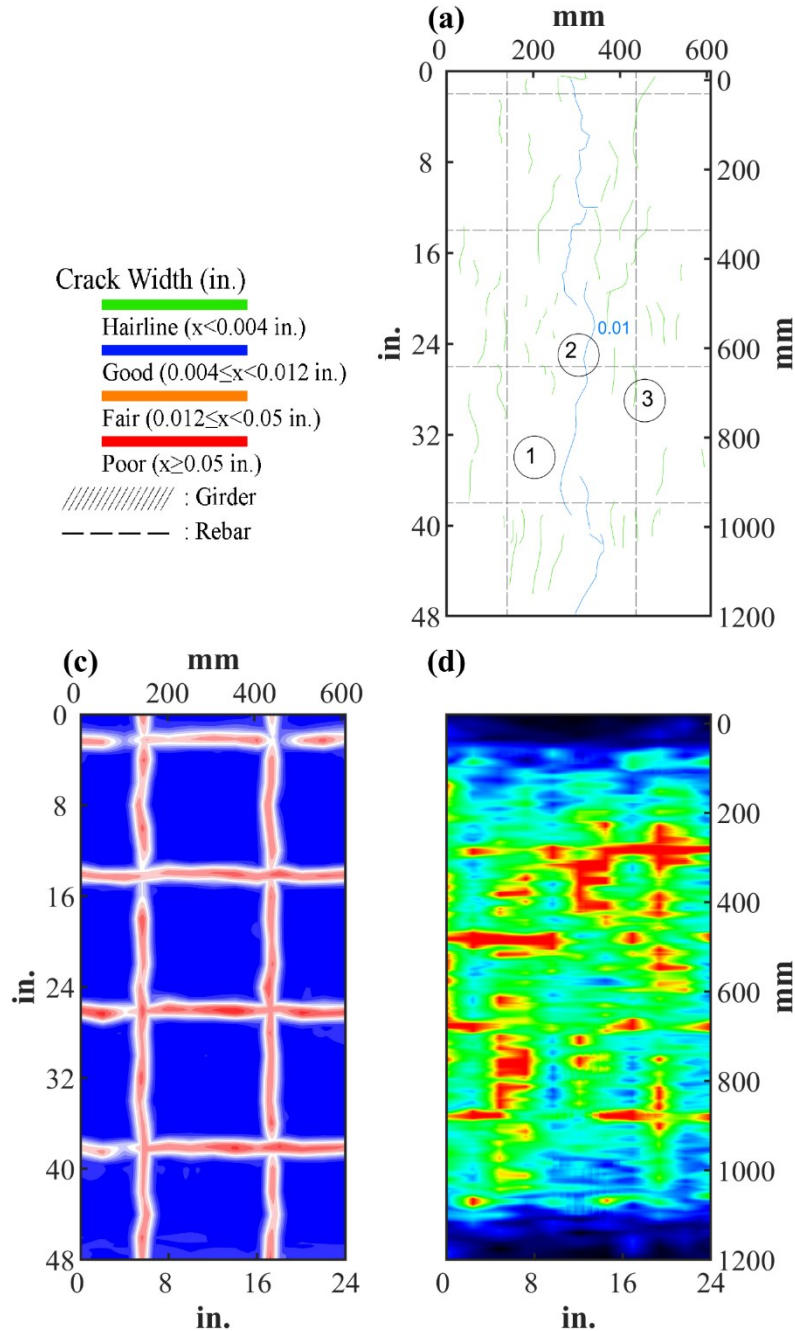 (a)
mm
0 200 400 600
0
8
16
24
32
40
48
in.
0
200
400
600
800
1000
1200
mm
0.01
2
3
1
Crack Width (in.)
Hairline (x<0.004 in.)
Good (0.004≤x<0.012 in.)
Fair (0.012≤x<0.05 in.)
Poor (x≥0.05 in.)
: Girder
: Rebar
(c)
mm
0 200 400 600
0
8
16
24
32
40
48
in.
0 8 16 24
in.
(d)
0
200
400
600
800
1000
1200
mm
0 8 16 24
in.